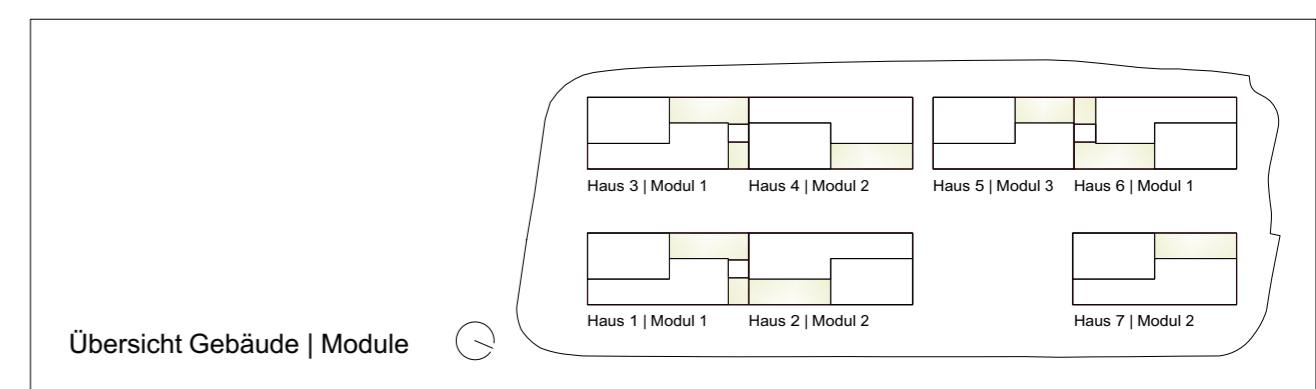 Haus 3 | Modul 1 Haus 4 | Modul 2 Haus 5 | Modul 3 Haus 6 | Modul 1
Haus 1 | Modul 1 Haus 2 | Modul 2 Haus 7 | Modul 2
Übersicht Gebäude | Module